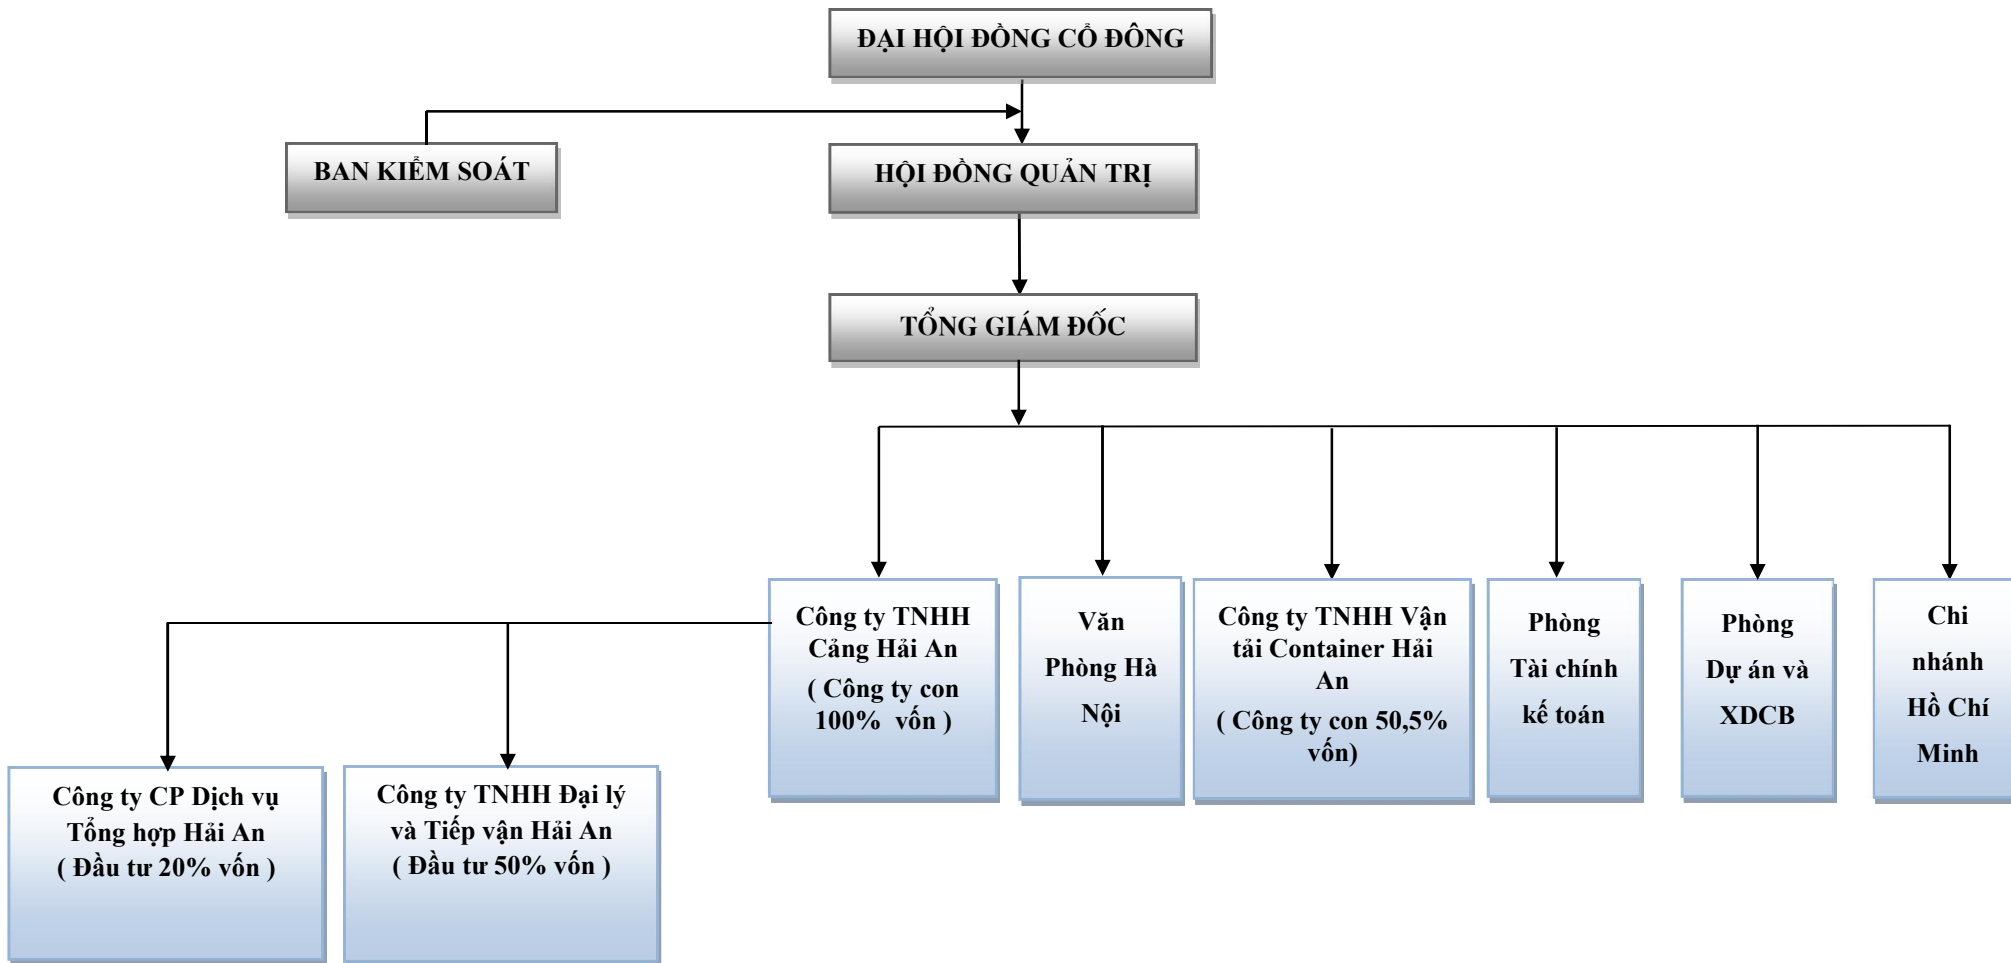 ĐẠI HỘI ĐỒNG CỔ ĐÔNG
BAN KIỂM SOÁT
HỘI ĐỒNG QUẢN TRỊ
TỔNG GIÁM ĐỐC
Công ty TNHH
Cảng Hải An
( Công ty con
100% vốn )
Văn
Phòng Hà
Nội
Công ty TNHH Vận
tải Container Hải
An
( Công ty con 50,5%
vốn)
Phòng
Tài chính
kế toán
Phòng
Dự án và
XDCB
Chi
nhánh
Hồ Chí
Minh
Công ty CP Dịch vụ
Tổng hợp Hải An
( Đầu tư 20% vốn )
Công ty TNHH Đại lý
và Tiếp vận Hải An
( Đầu tư 50% vốn )